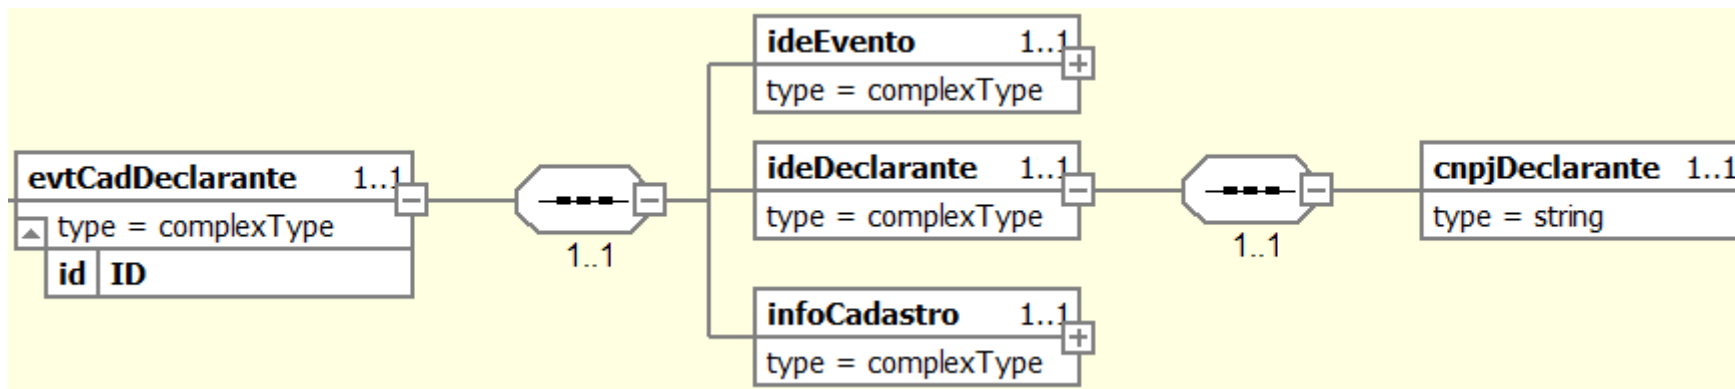 ideEvento 1..1
type = complexType
evtCadDeclarante 1..1
type = complexType
id ID
1..1
ideDeclarante 1..1
type = complexType
1..1
cnpjDeclarante 1..1
type = string
infoCadastro 1..1
type = complexType